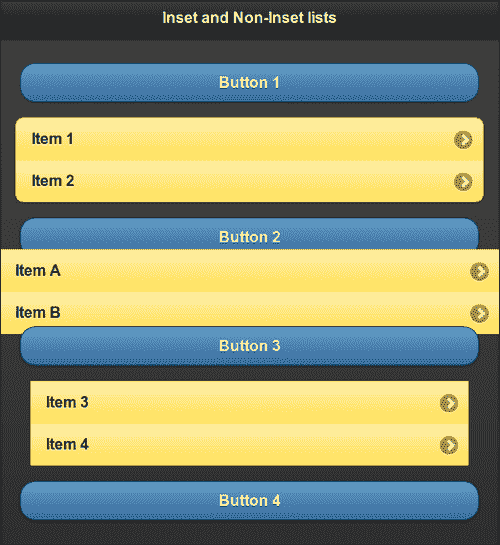 Inset and Non-Inset lists
Button 1
Item 1
Item 2
Button 2
Item A
Item B
Button 3
Item 3
Item 4
Button 4